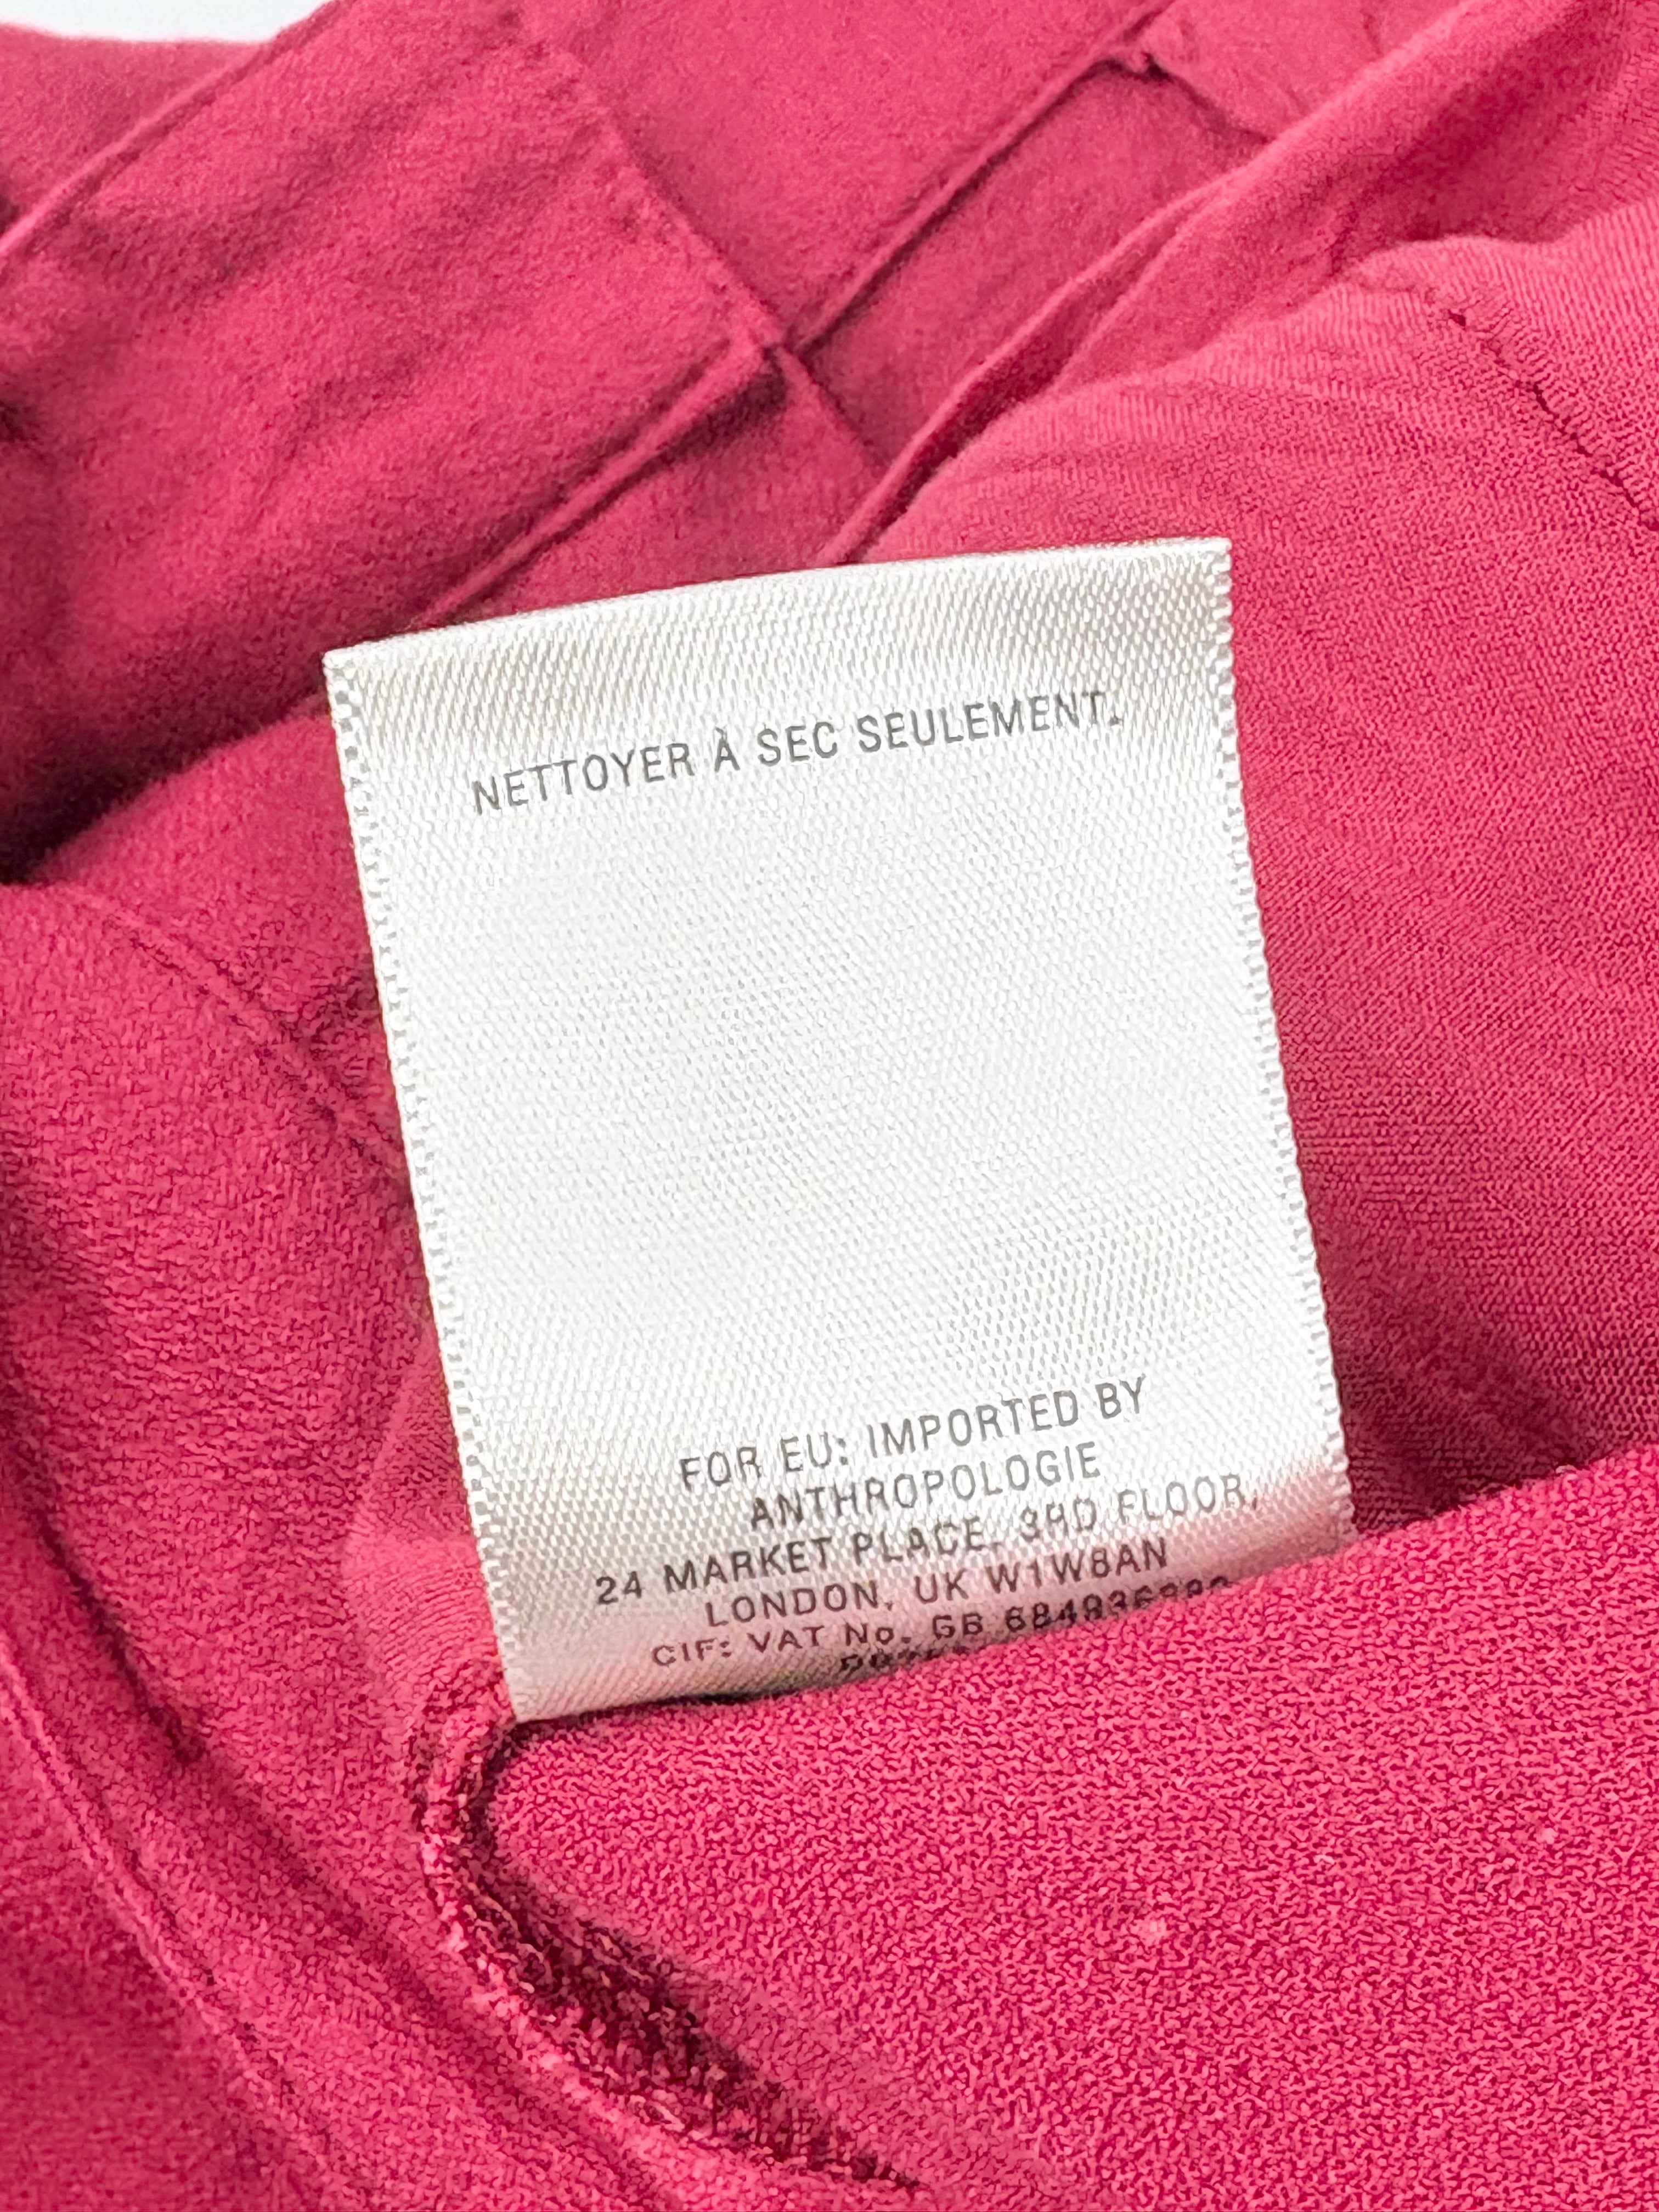 NETTOYER À SEC SEULEMENT.
FOR EU: IMPORTED BY
ANTHROPOLOGIE
24 MARKET PLACE, 3RD FLOOR,
LONDON, UK W1W8AN
CIF: VAT No. GB